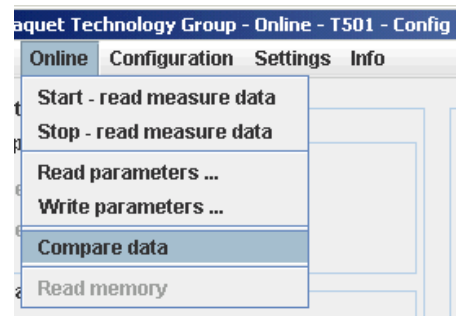 aquet Technology Group - Online - T501 - Config
Online Configuration Settings Info
Start - read measure data
Stop - read measure data
Read parameters ...
Write parameters ...
Compare data
Read memory